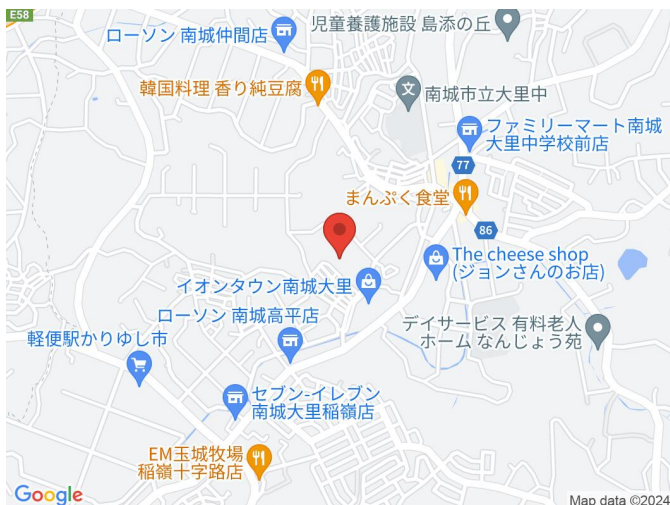 E58
ローソン 南城仲間店
児童養護施設 島添の丘
韓国料理 香り純豆腐
文
南城市立大里中
ファミリーマート南城
大里中学校前店
77
まんぷく食堂
86
The cheese shop
(ジョンさんのお店)
イオンタウン南城大里
ローソン 南城高平店
デイサービス 有料老人
ホーム なんじょう苑
軽便駅かりゆし市
セブン-イレブン
南城大里稲嶺店
EM玉城牧場
稲嶺十字路店
Google
Map data ©2024